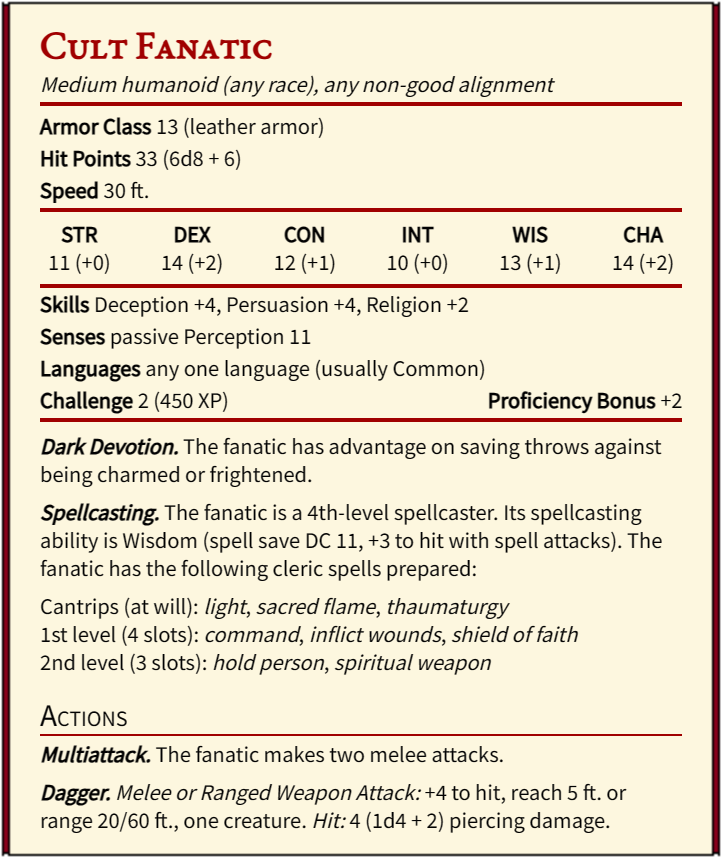 Cult Fanatic
Medium humanoid (any race), any non-good alignment
Armor Class 13 (leather armor)
Hit Points 33 (6d8 + 6)
Speed 30 ft.
STR DEX CON INT WIS CHA
11 (+0) 14 (+2) 12 (+1) 10 (+0) 13 (+1) 14 (+2)
Skills Deception +4, Persuasion +4, Religion +2
Senses passive Perception 11
Languages any one language (usually Common)
Challenge 2 (450 XP) Proficiency Bonus +2
Dark Devotion. The fanatic has advantage on saving throws against
being charmed or frightened.
Spellcasting. The fanatic is a 4th-level spellcaster. Its spellcasting
ability is Wisdom (spell save DC 11, +3 to hit with spell attacks). The
fanatic has the following cleric spells prepared:
Cantrips (at will): light, sacred flame, thaumaturgy
1st level (4 slots): command, inflict wounds, shield of faith
2nd level (3 slots): hold person, spiritual weapon
Actions
Multiattack. The fanatic makes two melee attacks.
Dagger. Melee or Ranged Weapon Attack: +4 to hit, reach 5 ft. or
range 20/60 ft., one creature. Hit: 4 (1d4 + 2) piercing damage.